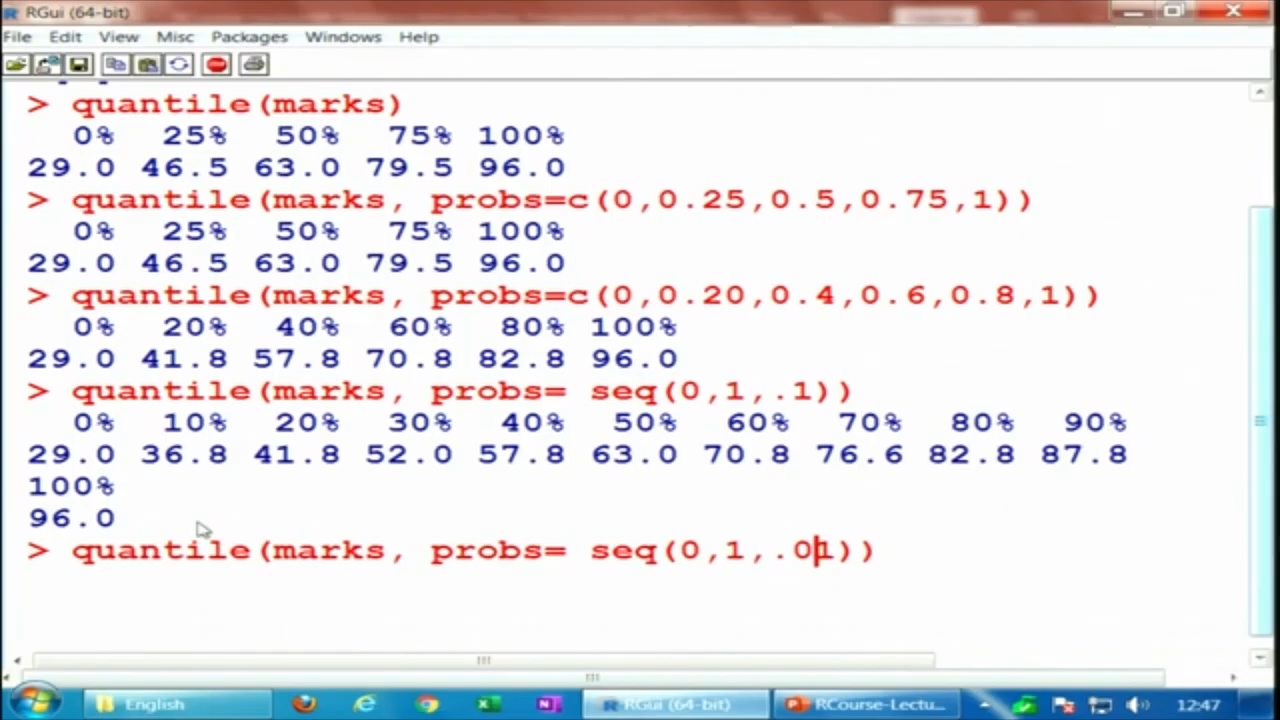 RGui (64-bit)
File Edit View Misc Packages Windows Help
> quantile(marks)
0% 25% 50% 75% 100%
29.0 46.5 63.0 79.5 96.0
> quantile(marks, probs=c(0,0.25,0.5,0.75,1))
0% 25% 50% 75% 100%
29.0 46.5 63.0 79.5 96.0
> quantile(marks, probs=c(0,0.20,0.4,0.6,0.8,1))
0% 20% 40% 60% 80% 100%
29.0 41.8 57.8 70.8 82.8 96.0
> quantile(marks, probs= seq(0,1,.1))
0% 10% 20% 30% 40% 50% 60% 70% 80% 90%
29.0 36.8 41.8 52.0 57.8 63.0 70.8 76.6 82.8 87.8
100%
96.0
> quantile(marks, probs= seq(0,1,.01))
English RGui (64-bit) RCourse-Lectu... 12:47